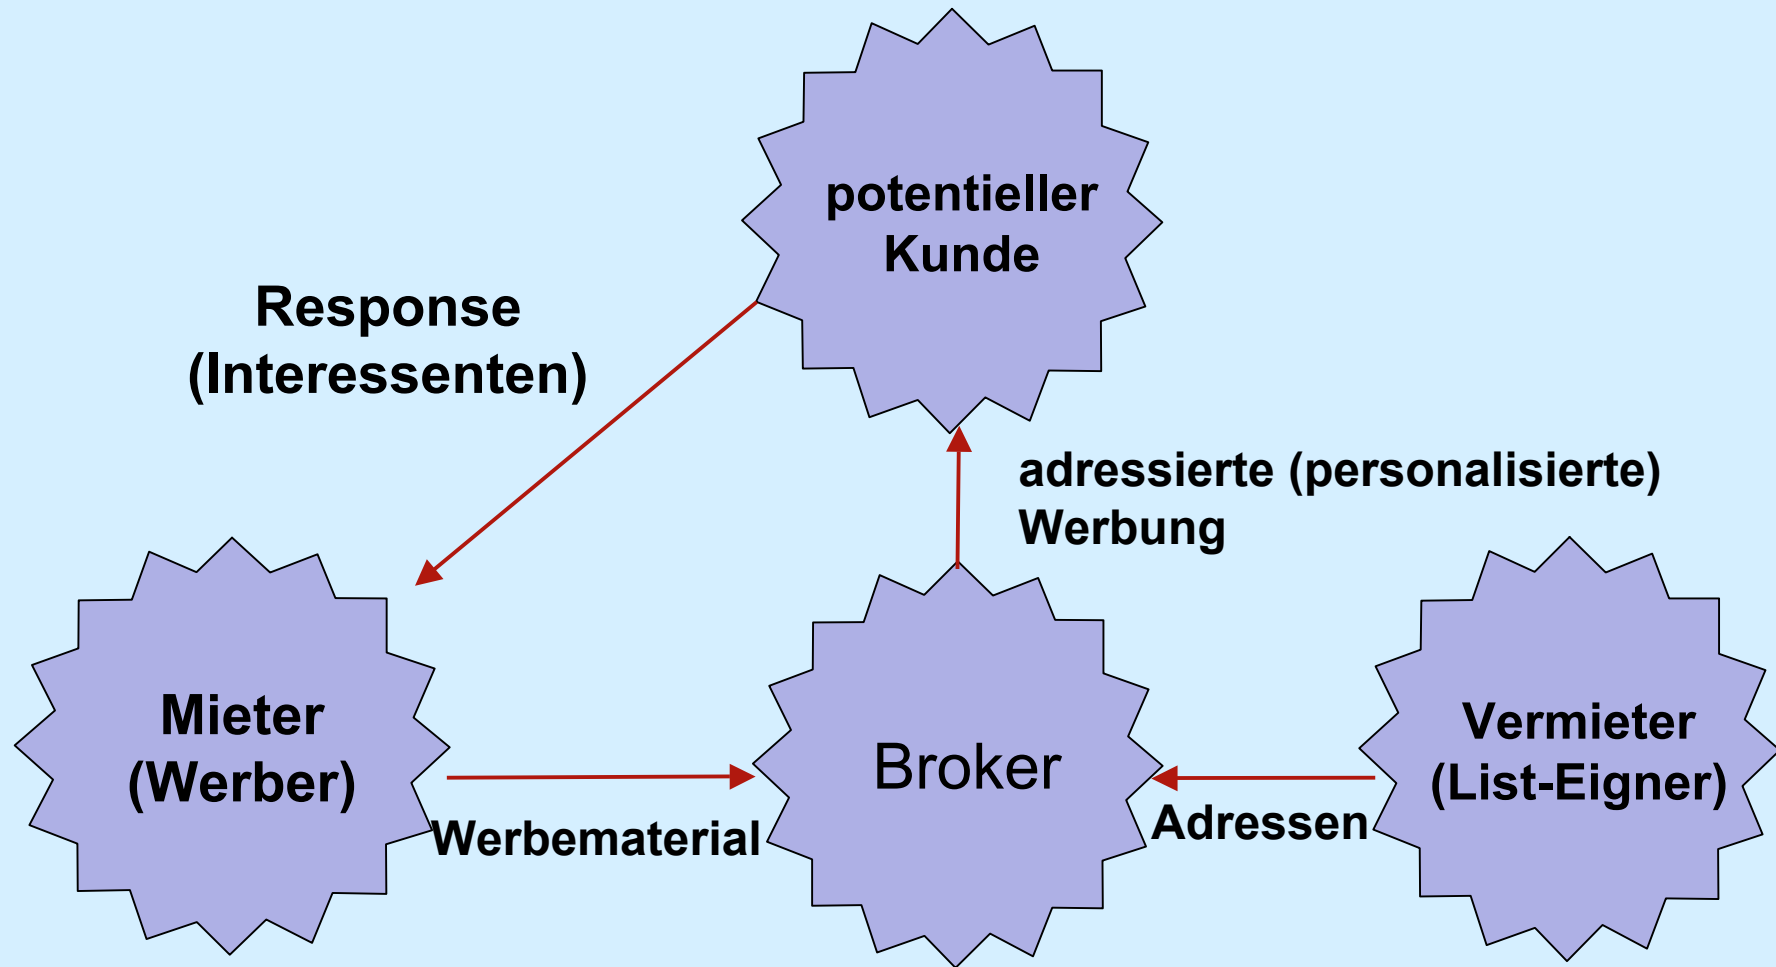 potentieller
Kunde
Response
(Interessenten)
adressierte (personalisierte)
Werbung
Mieter
(Werber)
Werbematerial
Broker
Adressen
Vermieter
(List-Eigner)